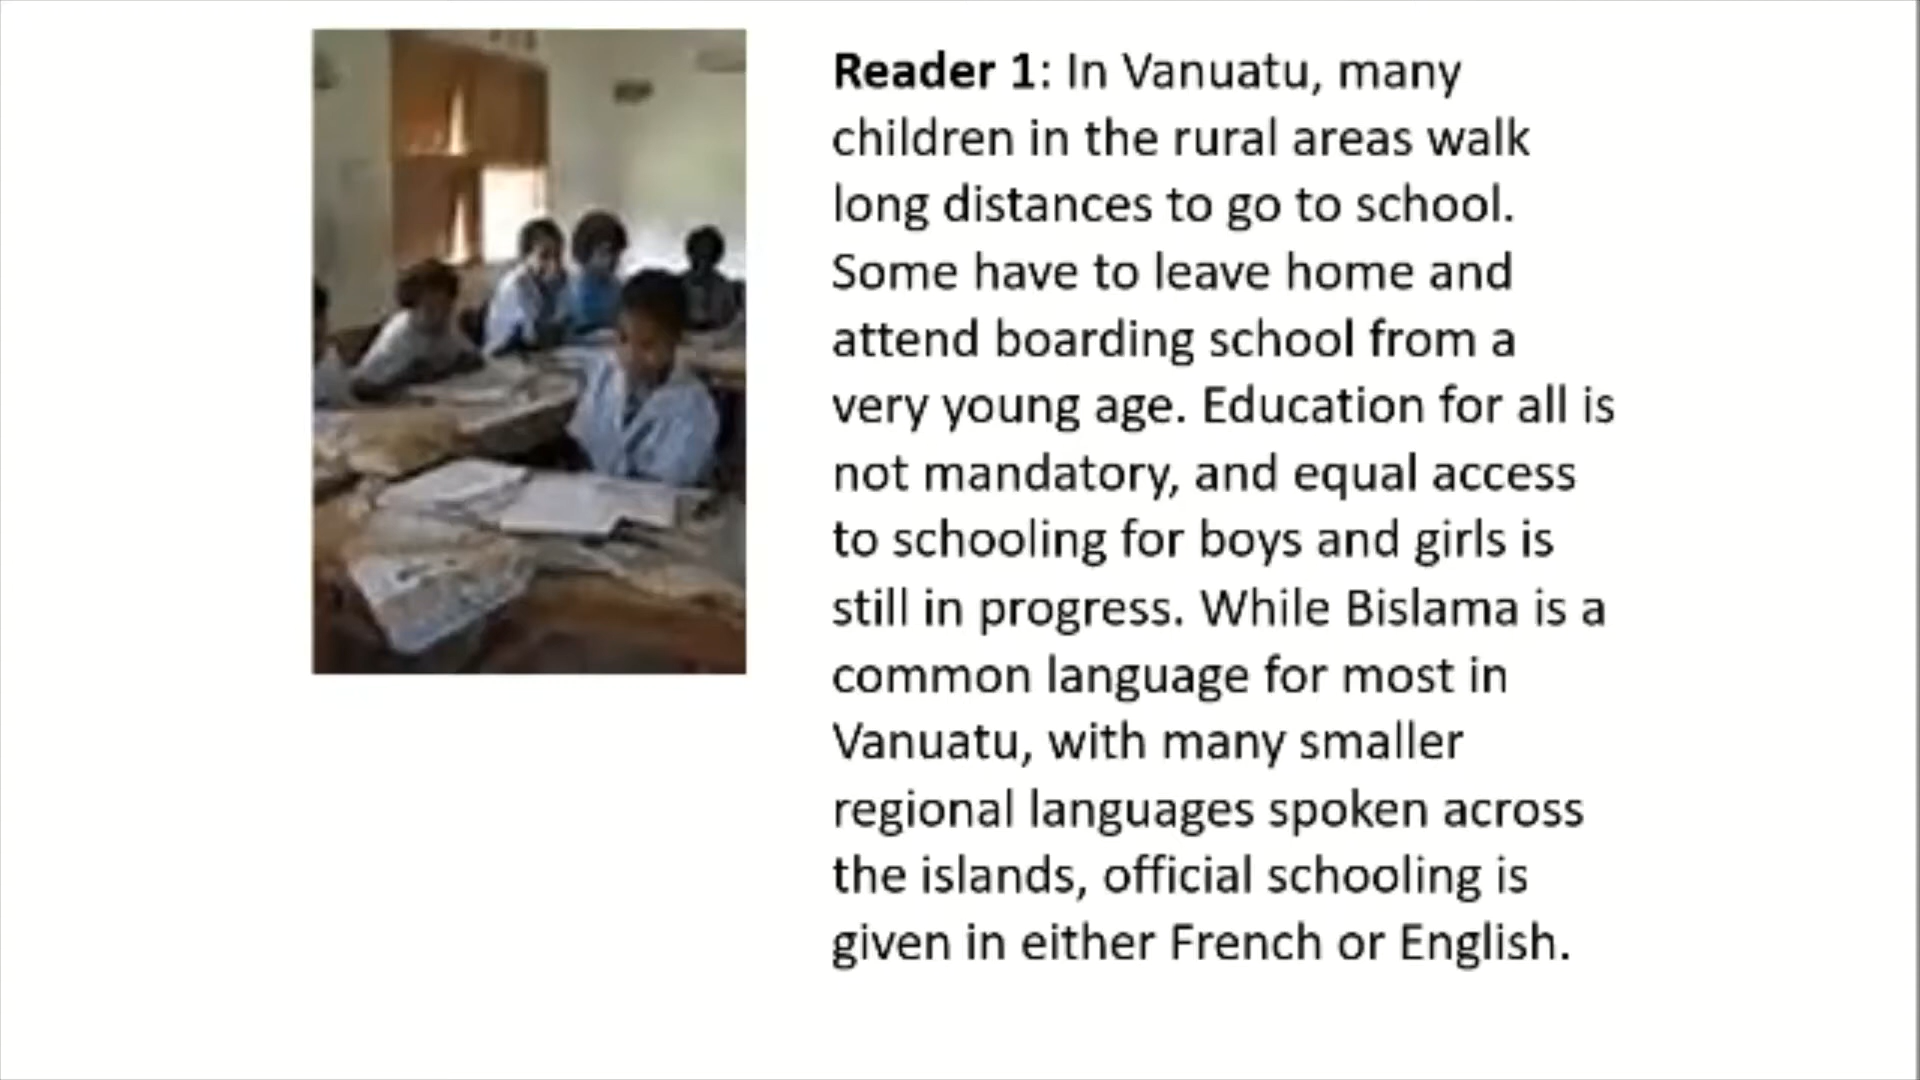 Reader 1: In Vanuatu, many
children in the rural areas walk
long distances to go to school.
Some have to leave home and
attend boarding school from a
very young age. Education for all is
not mandatory, and equal access
to schooling for boys and girls is
still in progress. While Bislama is a
common language for most in
Vanuatu, with many smaller
regional languages spoken across
the islands, official schooling is
given in either French or English.